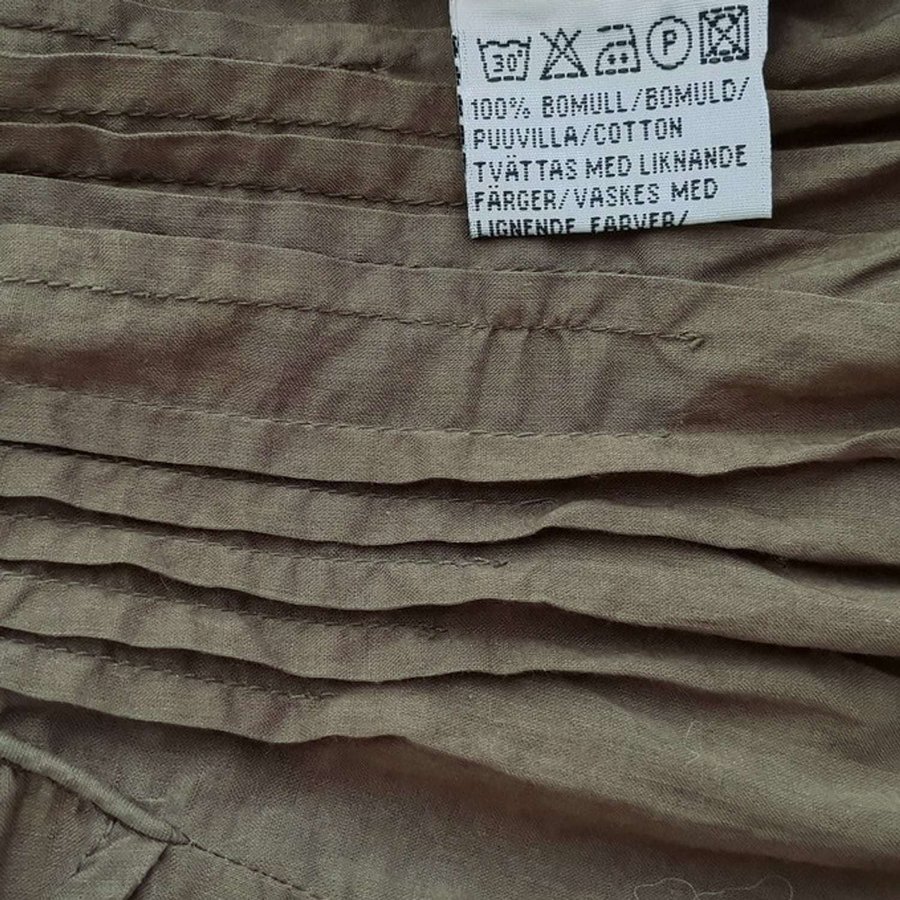 30° P
100% BOMULL/BOMULD/
PUUVILLA/COTTON
TVÄTTAS MED LIKNANDE
FÄRGER/VASKES MED
LIGNENDE FARVER/